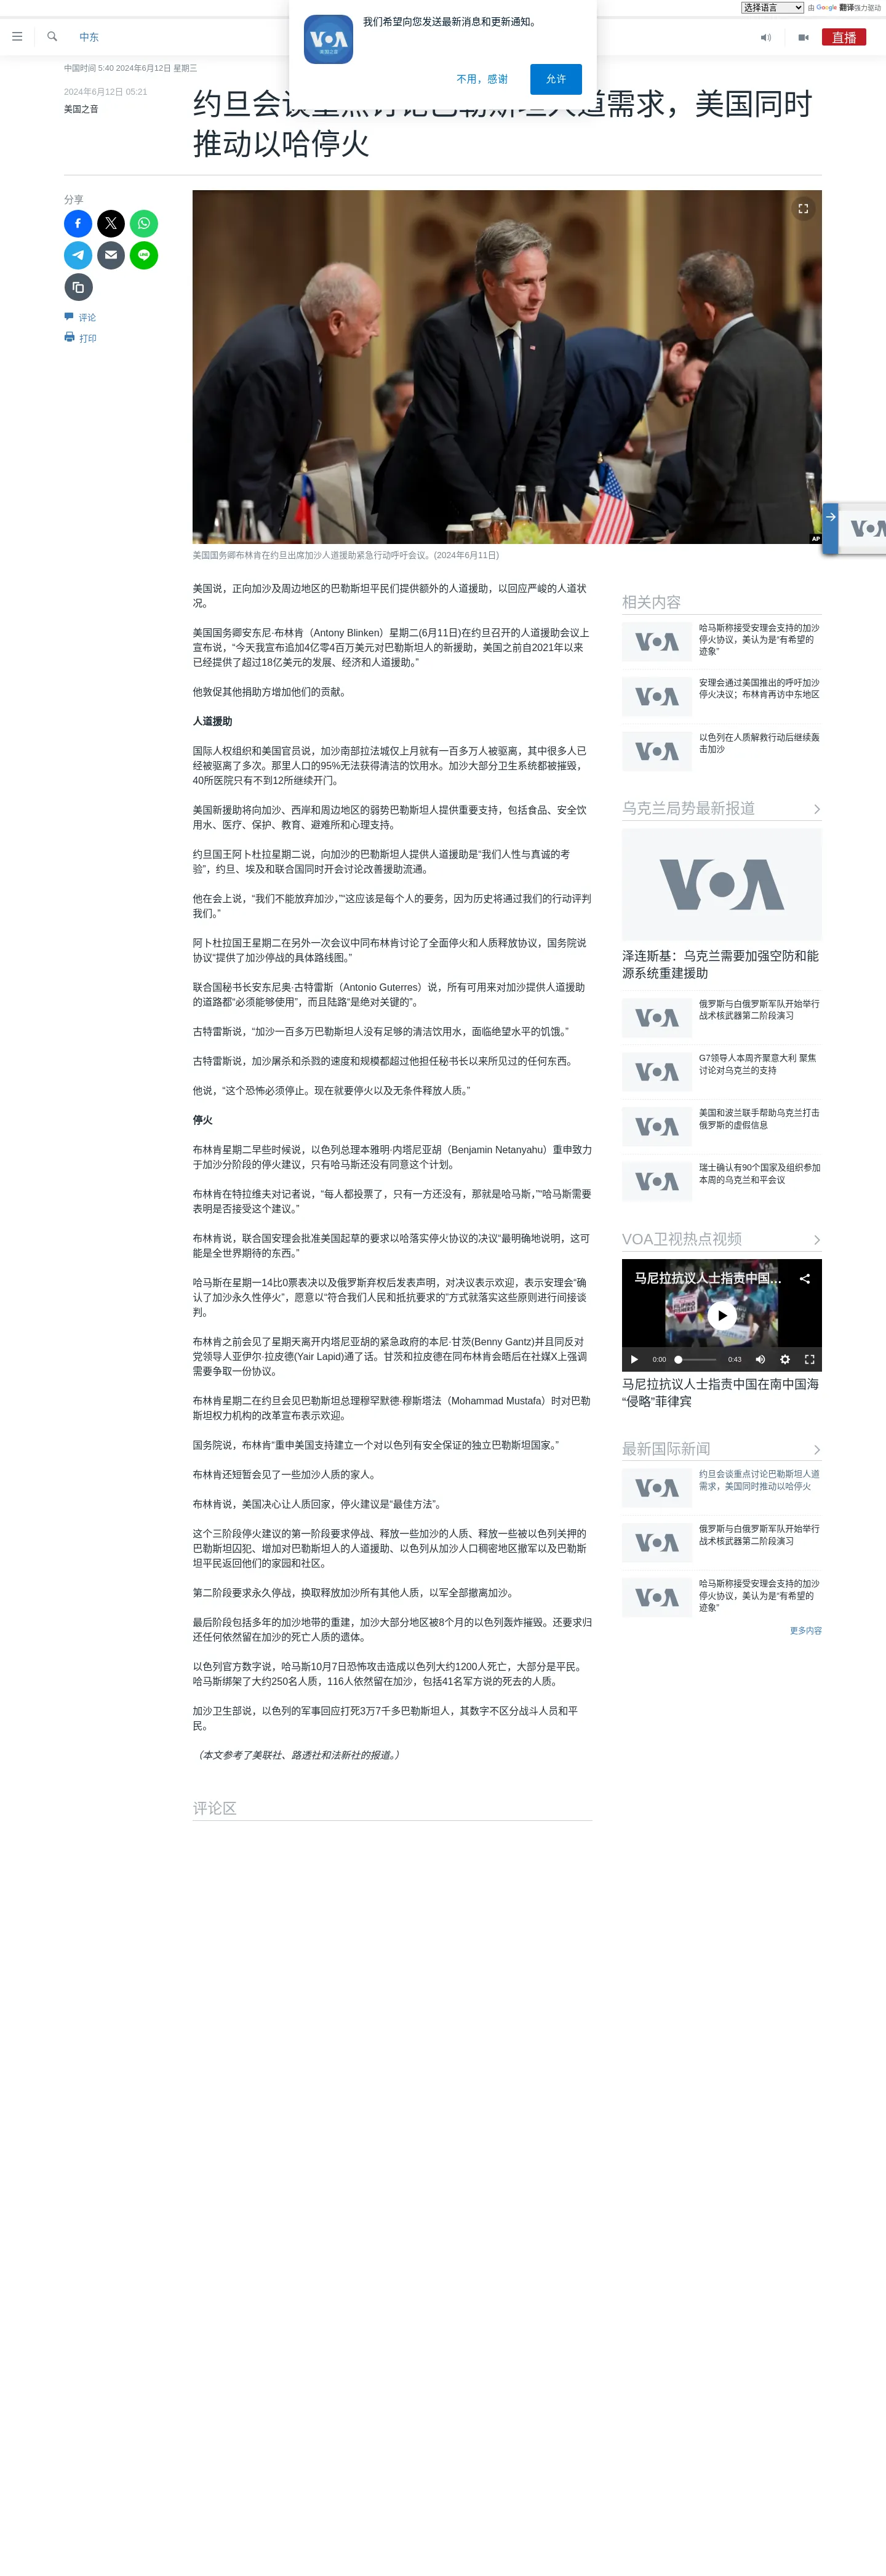 选择语言
由 Google 翻译强力驱动
我们希望向您发送最新消息和更新通知。
VOA
美国之音
不用，感谢
允许
中东
直播
中国时间 5:40 2024年6月12日 星期三
2024年6月12日 05:21
美国之音
约旦会谈重点讨论巴勒斯坦人道需求，美国同时
推动以哈停火
分享
评论
打印
AP
美国国务卿布林肯在约旦出席加沙人道援助紧急行动呼吁会议。(2024年6月11日)
美国说，正向加沙及周边地区的巴勒斯坦平民们提供额外的人道援助，以回应严峻的人道状
况。
美国国务卿安东尼·布林肯（Antony Blinken）星期二(6月11日)在约旦召开的人道援助会议上
宣布说，“今天我宣布追加4亿零4百万美元对巴勒斯坦人的新援助，美国之前自2021年以来
已经提供了超过18亿美元的发展、经济和人道援助。”
他敦促其他捐助方增加他们的贡献。
人道援助
国际人权组织和美国官员说，加沙南部拉法城仅上月就有一百多万人被驱离，其中很多人已
经被驱离了多次。那里人口的95%无法获得清洁的饮用水。加沙大部分卫生系统都被摧毁，
40所医院只有不到12所继续开门。
美国新援助将向加沙、西岸和周边地区的弱势巴勒斯坦人提供重要支持，包括食品、安全饮
用水、医疗、保护、教育、避难所和心理支持。
约旦国王阿卜杜拉星期二说，向加沙的巴勒斯坦人提供人道援助是“我们人性与真诚的考
验”，约旦、埃及和联合国同时开会讨论改善援助流通。
他在会上说，“我们不能放弃加沙，”“这应该是每个人的要务，因为历史将通过我们的行动评判
我们。”
阿卜杜拉国王星期二在另外一次会议中同布林肯讨论了全面停火和人质释放协议，国务院说
协议“提供了加沙停战的具体路线图。”
联合国秘书长安东尼奥·古特雷斯（Antonio Guterres）说，所有可用来对加沙提供人道援助
的道路都“必须能够使用”，而且陆路“是绝对关键的”。
古特雷斯说，“加沙一百多万巴勒斯坦人没有足够的清洁饮用水，面临绝望水平的饥饿。”
古特雷斯说，加沙屠杀和杀戮的速度和规模都超过他担任秘书长以来所见过的任何东西。
他说，“这个恐怖必须停止。现在就要停火以及无条件释放人质。”
停火
布林肯星期二早些时候说，以色列总理本雅明·内塔尼亚胡（Benjamin Netanyahu）重申致力
于加沙分阶段的停火建议，只有哈马斯还没有同意这个计划。
布林肯在特拉维夫对记者说，“每人都投票了，只有一方还没有，那就是哈马斯，”“哈马斯需要
表明是否接受这个建议。”
布林肯说，联合国安理会批准美国起草的要求以哈落实停火协议的决议“最明确地说明，这可
能是全世界期待的东西。”
哈马斯在星期一14比0票表决以及俄罗斯弃权后发表声明，对决议表示欢迎，表示安理会“确
认了加沙永久性停火”，愿意以“符合我们人民和抵抗要求的”方式就落实这些原则进行间接谈
判。
布林肯之前会见了星期天离开内塔尼亚胡的紧急政府的本尼·甘茨(Benny Gantz)并且同反对
党领导人亚伊尔·拉皮德(Yair Lapid)通了话。甘茨和拉皮德在同布林肯会晤后在社媒X上强调
需要争取一份协议。
布林肯星期二在约旦会见巴勒斯坦总理穆罕默德·穆斯塔法（Mohammad Mustafa）时对巴勒
斯坦权力机构的改革宣布表示欢迎。
国务院说，布林肯“重申美国支持建立一个对以色列有安全保证的独立巴勒斯坦国家。”
布林肯还短暂会见了一些加沙人质的家人。
布林肯说，美国决心让人质回家，停火建议是“最佳方法”。
这个三阶段停火建议的第一阶段要求停战、释放一些加沙的人质、释放一些被以色列关押的
巴勒斯坦囚犯、增加对巴勒斯坦人的人道援助、以色列从加沙人口稠密地区撤军以及巴勒斯
坦平民返回他们的家园和社区。
第二阶段要求永久停战，换取释放加沙所有其他人质，以军全部撤离加沙。
最后阶段包括多年的加沙地带的重建，加沙大部分地区被8个月的以色列轰炸摧毁。还要求归
还任何依然留在加沙的死亡人质的遗体。
以色列官方数字说，哈马斯10月7日恐怖攻击造成以色列大约1200人死亡，大部分是平民。
哈马斯绑架了大约250名人质，116人依然留在加沙，包括41名军方说的死去的人质。
加沙卫生部说，以色列的军事回应打死3万7千多巴勒斯坦人，其数字不区分战斗人员和平
民。
（本文参考了美联社、路透社和法新社的报道。）
评论区
相关内容
VOA
哈马斯称接受安理会支持的加沙
停火协议，美认为是“有希望的
迹象”
VOA
安理会通过美国推出的呼吁加沙
停火决议；布林肯再访中东地区
VOA
以色列在人质解救行动后继续轰
击加沙
乌克兰局势最新报道
VOA
泽连斯基：乌克兰需要加强空防和能
源系统重建援助
VOA
俄罗斯与白俄罗斯军队开始举行
战术核武器第二阶段演习
VOA
G7领导人本周齐聚意大利 聚焦
讨论对乌克兰的支持
VOA
美国和波兰联手帮助乌克兰打击
俄罗斯的虚假信息
VOA
瑞士确认有90个国家及组织参加
本周的乌克兰和平会议
VOA卫视热点视频
马尼拉抗议人士指责中国...
0:00
0:43
马尼拉抗议人士指责中国在南中国海
“侵略”菲律宾
最新国际新闻
VOA
约旦会谈重点讨论巴勒斯坦人道
需求，美国同时推动以哈停火
VOA
俄罗斯与白俄罗斯军队开始举行
战术核武器第二阶段演习
VOA
哈马斯称接受安理会支持的加沙
停火协议，美认为是“有希望的
迹象”
更多内容